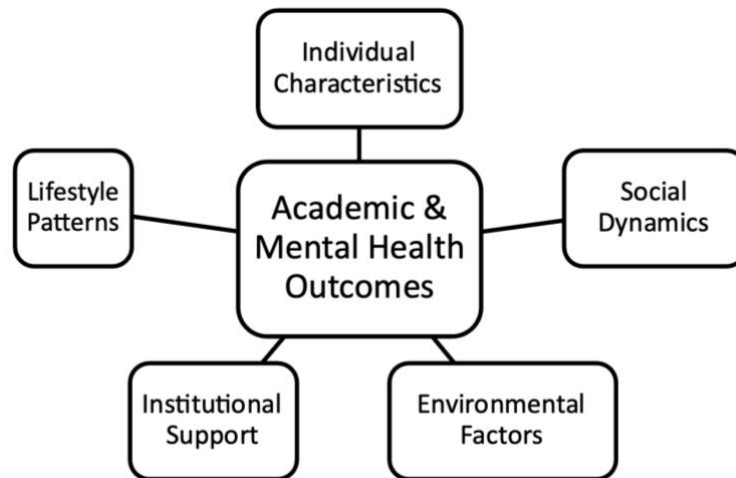 Individual
Characteristics
Lifestyle
Patterns
Academic &
Mental Health
Outcomes
Social
Dynamics
Institutional
Support
Environmental
Factors